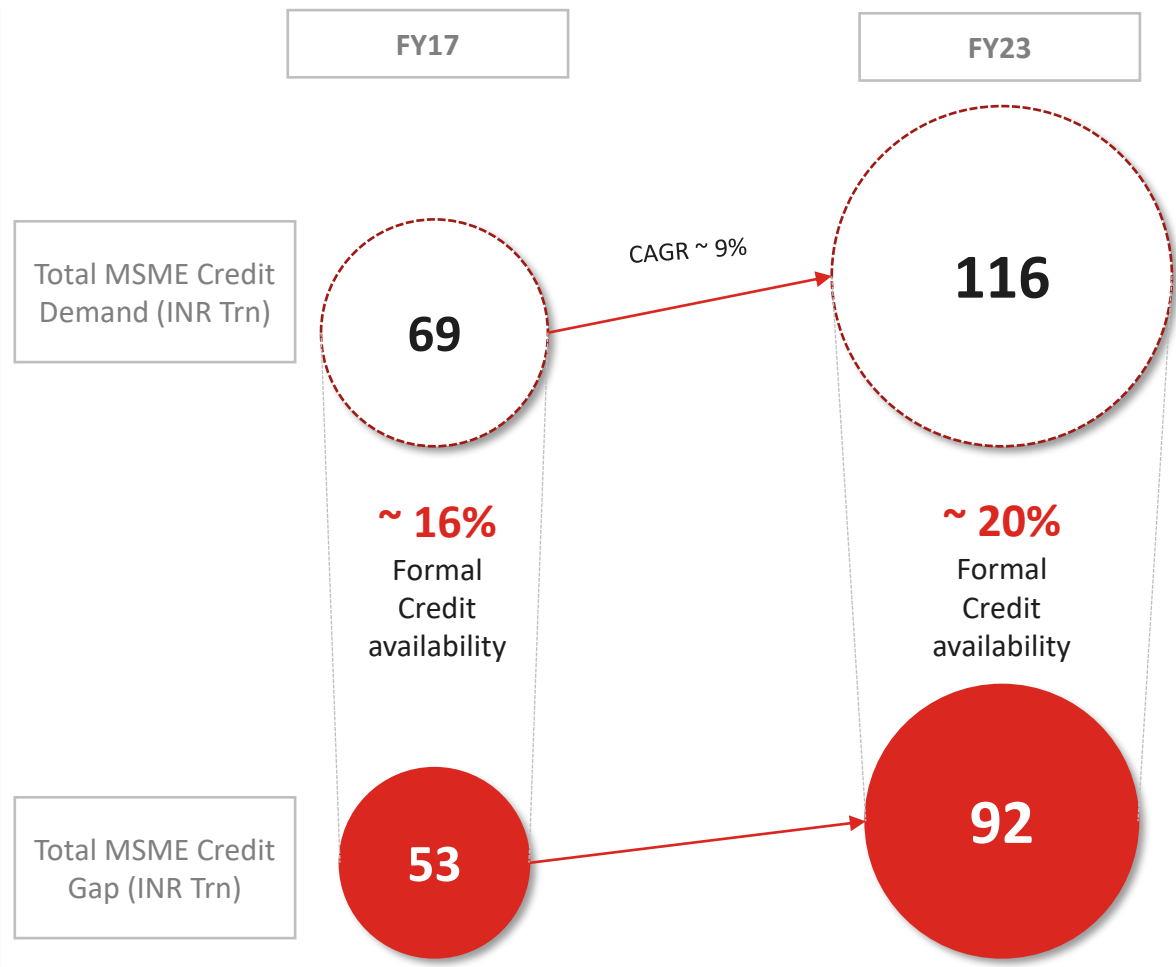 FY17
FY23
Total MSME Credit
Demand (INR Trn)
69
CAGR ~ 9%
116
~ 16%
Formal
Credit
availability
~ 20%
Formal
Credit
availability
Total MSME Credit
Gap (INR Trn)
53
92